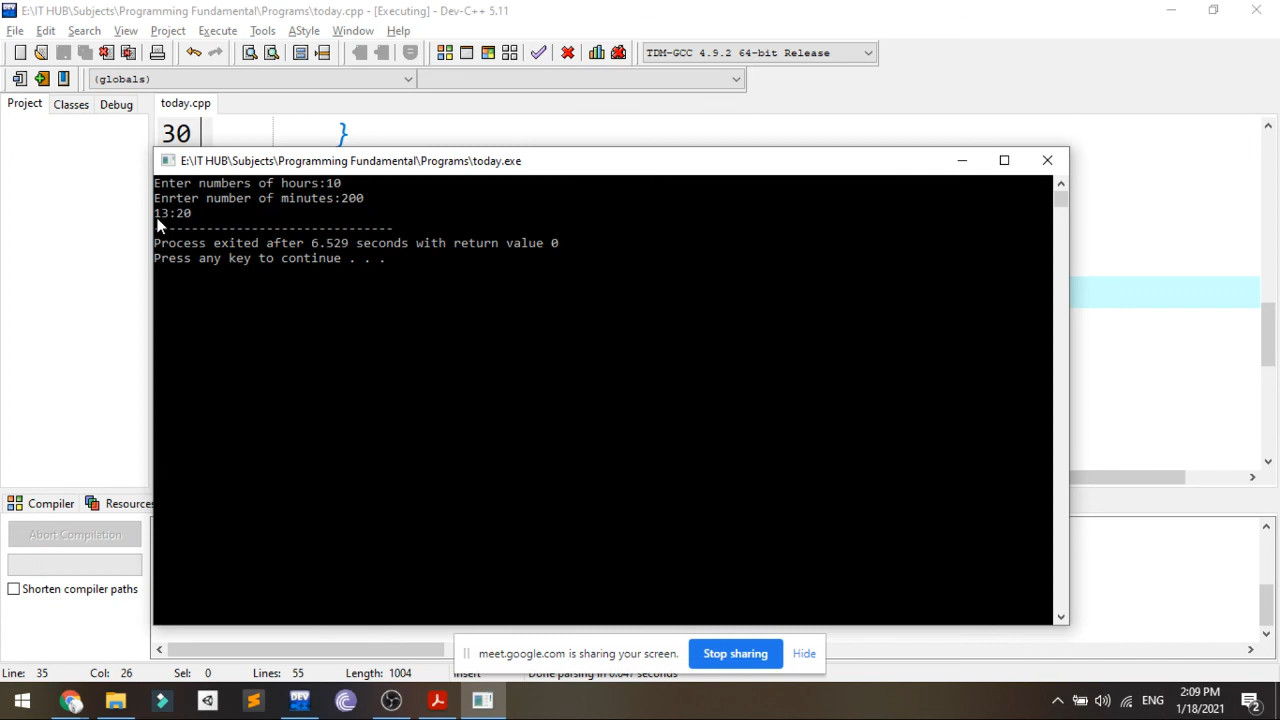 E:\IT HUB\Subjects\Programming Fundamental\Programs\today.cpp - [Executing] - Dev-C++ 5.11
File Edit Search View Project Execute Tools AStyle Window Help
TDM-GCC 4.9.2 64-bit Release
(globals)
Project Classes Debug today.cpp
30 }
E:\IT HUB\Subjects\Programming Fundamental\Programs\today.exe
Enter numbers of hours:10
Enrter number of minutes:200
13:20
--------------------------------
Process exited after 6.529 seconds with return value 0
Press any key to continue . . .
Compiler Resources
Abort Compilation
Shorten compiler paths
meet.google.com is sharing your screen. Stop sharing Hide
Line: 35 Col: 26 Sel: 0 Lines: 55 Length: 1004 Insert Done parsing in 0.047 seconds
DEV
ENG 2:09 PM
1/18/2021
2